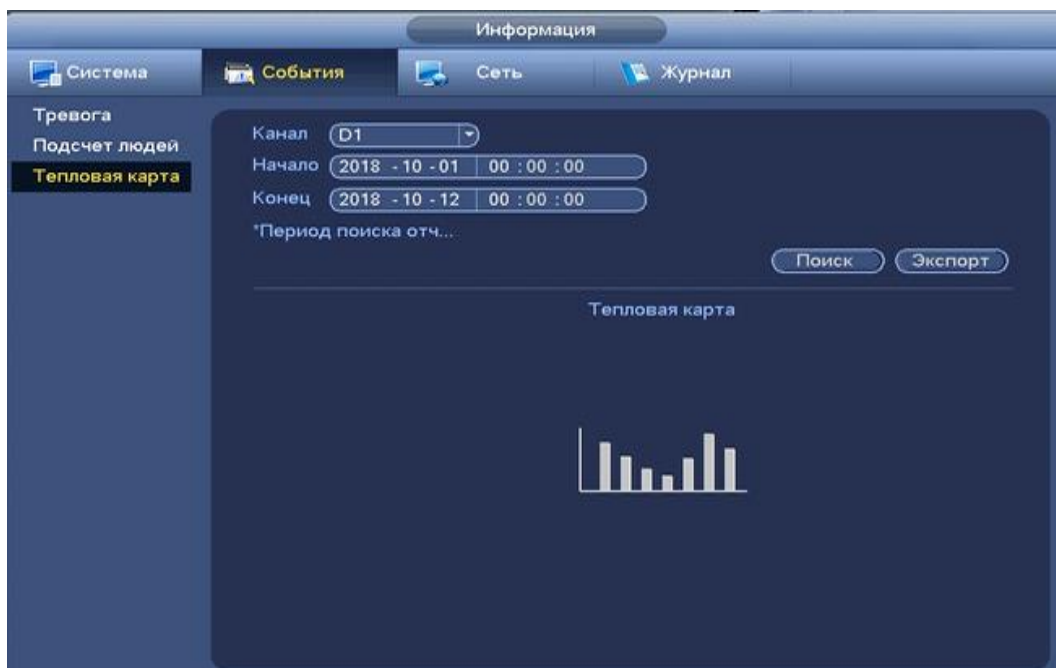 Информация
Система События Сеть Журнал
Тревога
Подсчет людей
Тепловая карта
Канал D1
Начало 2018 - 10 - 01 00 : 00 : 00
Конец 2018 - 10 - 12 00 : 00 : 00
*Период поиска отч...
Поиск Экспорт
Тепловая карта